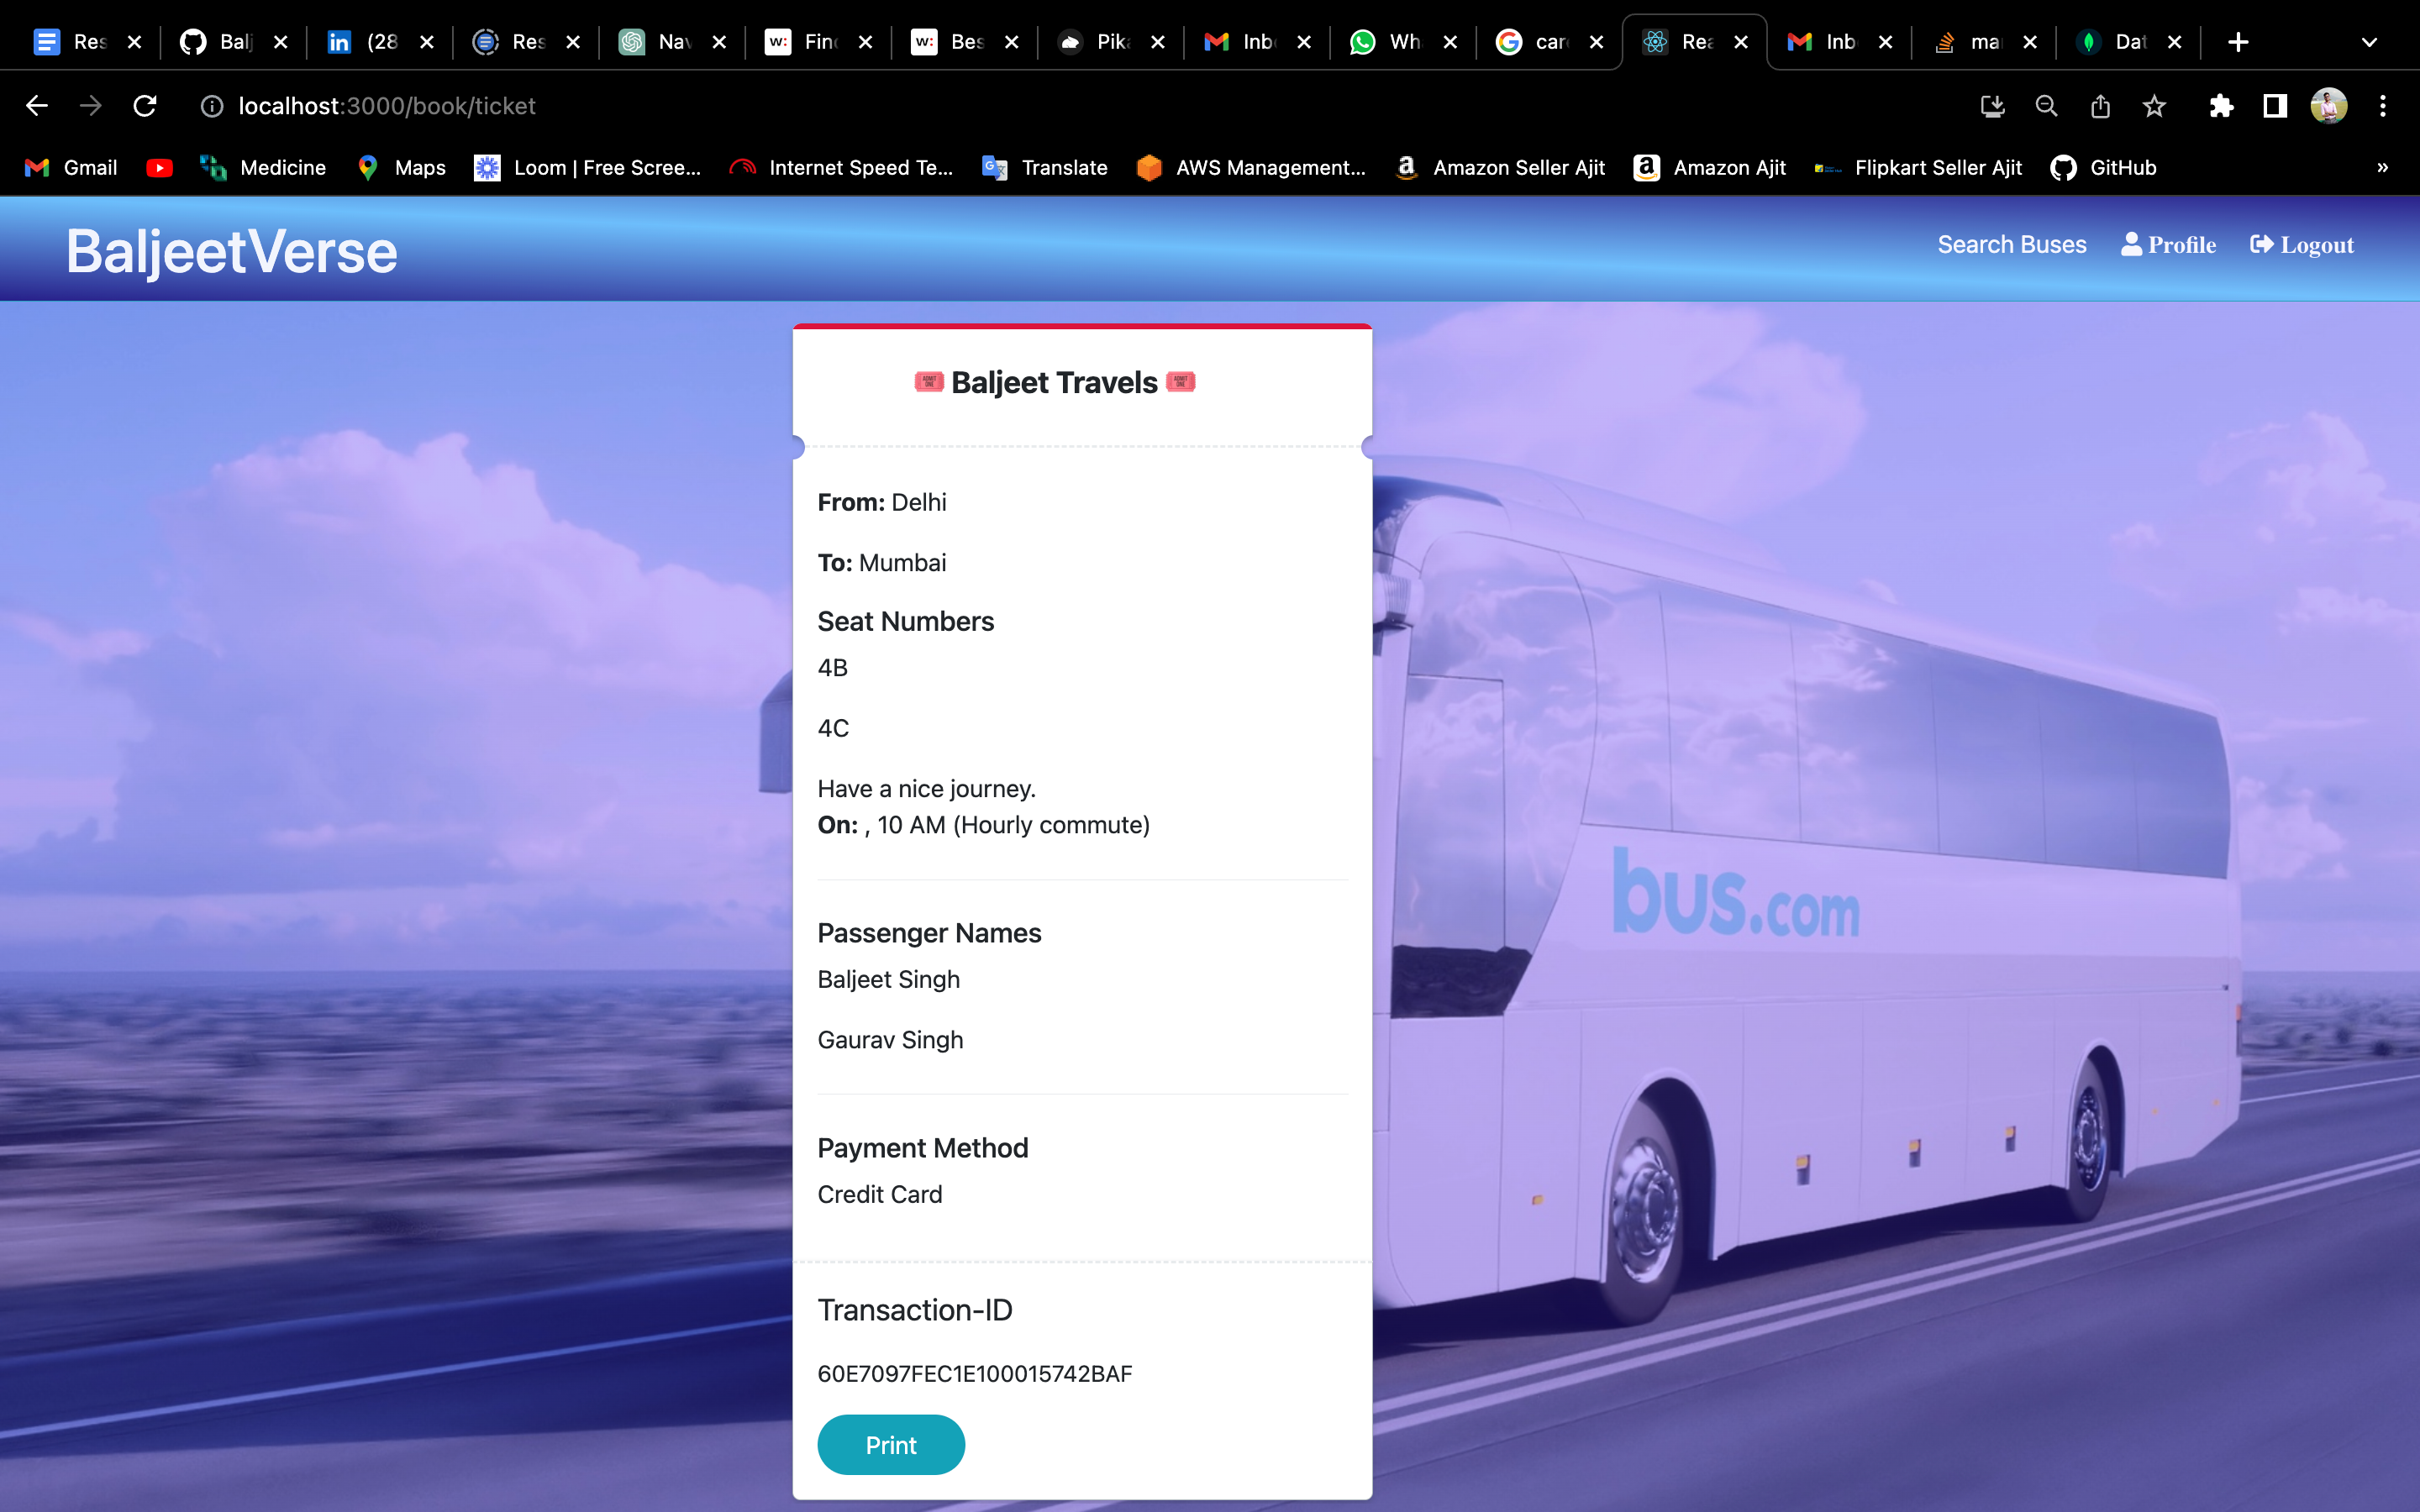 Res
Balj
(28
Res
Nav
w: Find
w: Bes
Pika
Inb
Wh
car
Rea
Inb
ma
Dat
localhost:3000/book/ticket
Gmail
Medicine
Maps
Loom | Free Scree...
Internet Speed Te...
Translate
AWS Management...
Amazon Seller Ajit
Amazon Ajit
Flipkart Seller Ajit
GitHub
»
BaljeetVerse
Search Buses
Profile
Logout
Baljeet Travels
From: Delhi
To: Mumbai
Seat Numbers
4B
4C
Have a nice journey.
On: , 10 AM (Hourly commute)
Passenger Names
Baljeet Singh
Gaurav Singh
Payment Method
Credit Card
Transaction-ID
60E7097FEC1E100015742BAF
Print
bus.com